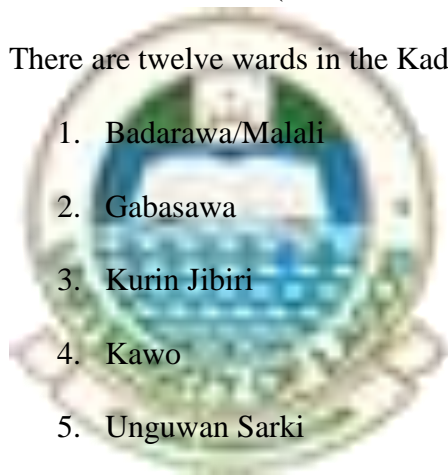 There are twelve wards in the Kad
1. Badarawa/Malali
2. Gabasawa
3. Kurin Jibiri
4. Kawo
5. Unguwan Sarki